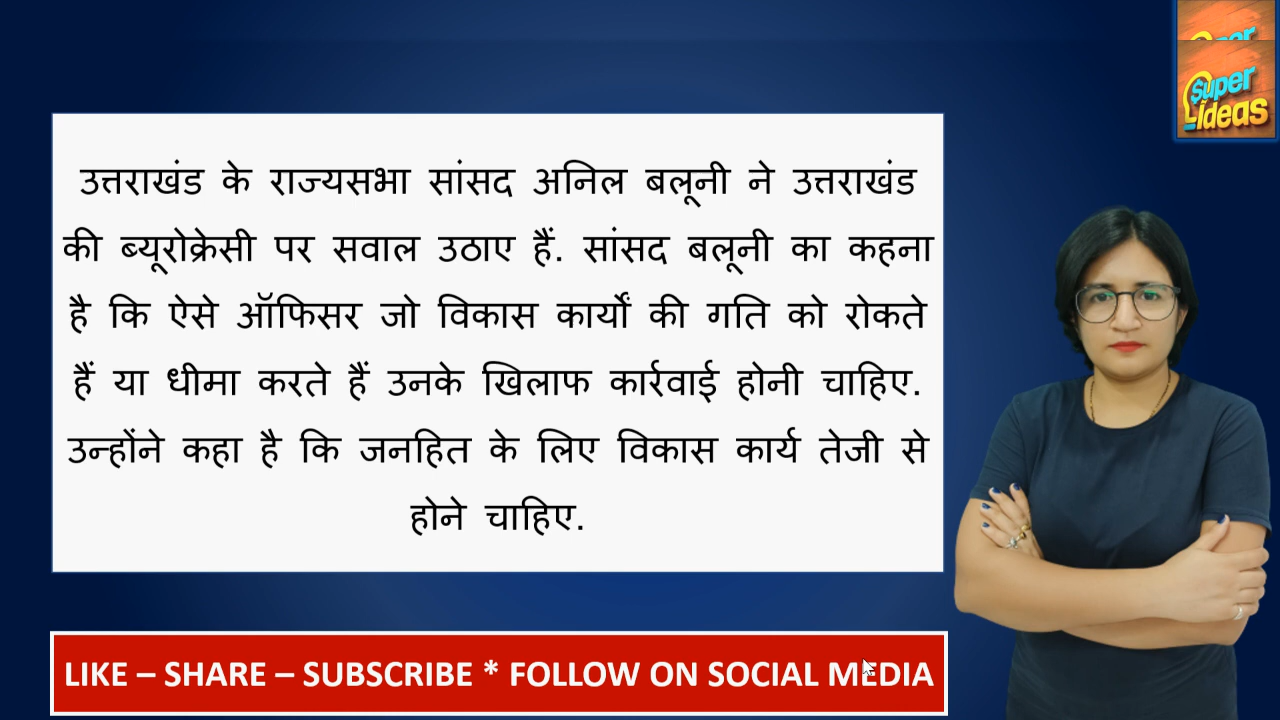 Super
Ideas
उत्तराखंड के राज्यसभा सांसद अनिल बलूनी ने उत्तराखंड
की ब्यूरोक्रेसी पर सवाल उठाए हैं. सांसद बलूनी का कहना
है कि ऐसे ऑफिसर जो विकास कार्यों की गति को रोकते
हैं या धीमा करते हैं उनके खिलाफ कार्रवाई होनी चाहिए.
उन्होंने कहा है कि जनहित के लिए विकास कार्य तेजी से
होने चाहिए.
LIKE – SHARE – SUBSCRIBE * FOLLOW ON SOCIAL MEDIA